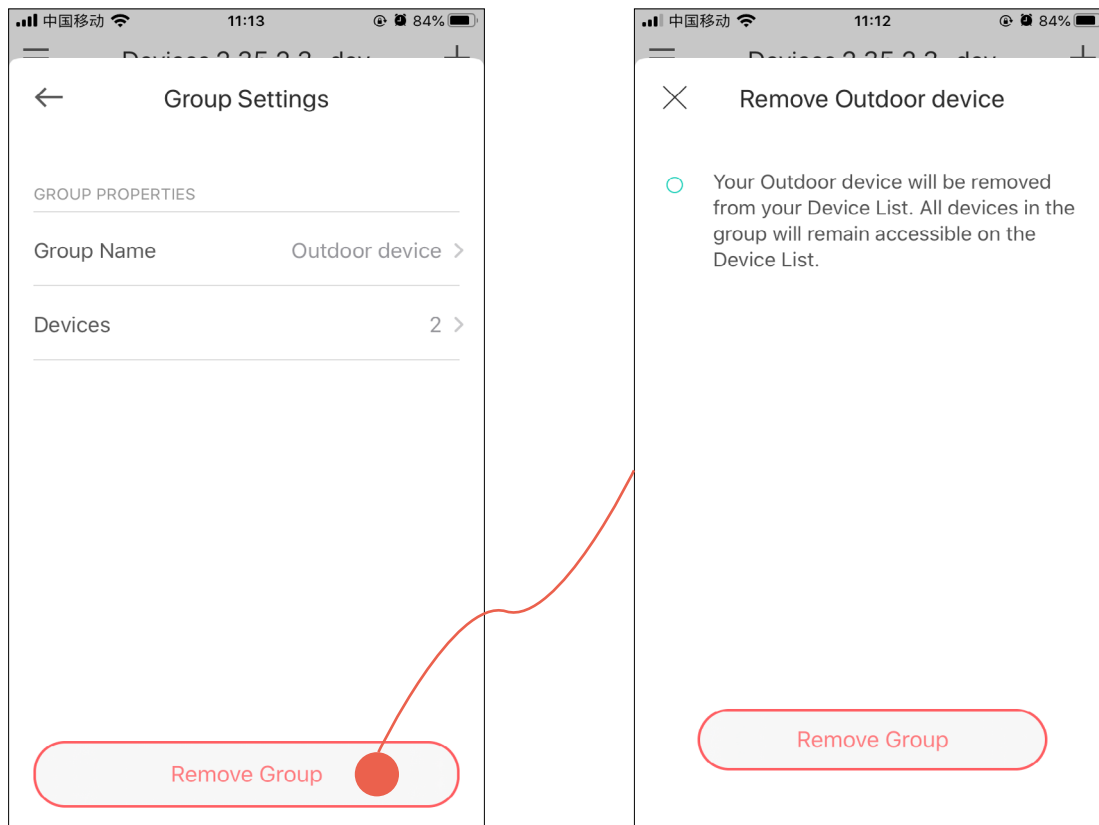 中国移动 11:13 84%
Group Settings
GROUP PROPERTIES
Group Name Outdoor device
Devices 2
Remove Group
中国移动 11:12 84%
Remove Outdoor device
Your Outdoor device will be removed
from your Device List. All devices in the
group will remain accessible on the
Device List.
Remove Group